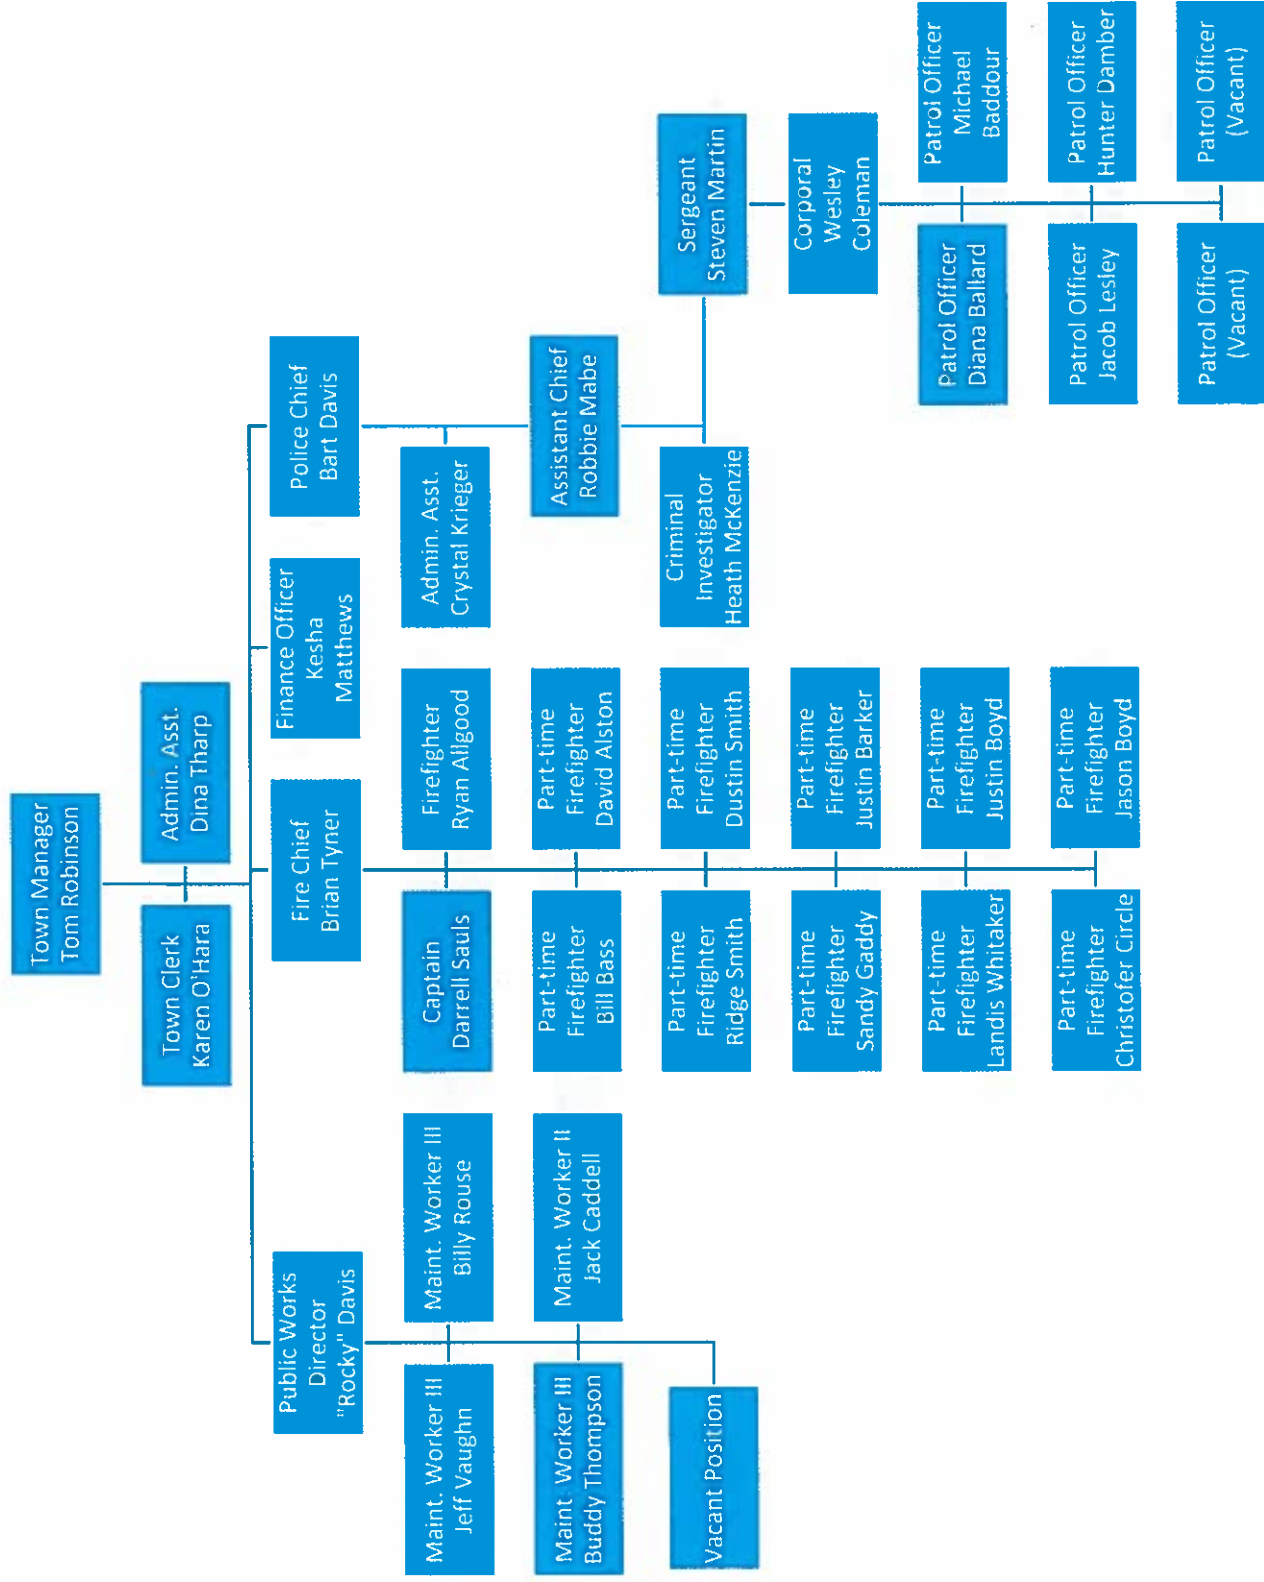 Town Manager
Tom Robinson
Town Clerk
Karen O'Hara
Admin. Asst.
Dina Tharp
Public Works
Director
"Rocky" Davis
Fire Chief
Brian Tyner
Finance Officer
Kesha
Matthews
Police Chief
Bart Davis
Maint. Worker III
Jeff Vaughn
Maint. Worker III
Billy Rouse
Maint. Worker III
Buddy Thompson
Maint. Worker II
Jack Caddell
Vacant Position
Captain
Darrell Sauls
Firefighter
Ryan Allgood
Part-time
Firefighter
Bill Bass
Part-time
Firefighter
David Alston
Part-time
Firefighter
Ridge Smith
Part-time
Firefighter
Dustin Smith
Part-time
Firefighter
Sandy Gaddy
Part-time
Firefighter
Justin Barker
Part-time
Firefighter
Landis Whitaker
Part-time
Firefighter
Justin Boyd
Part-time
Firefighter
Christofer Circle
Part-time
Firefighter
Jason Boyd
Admin. Asst.
Crystal Krieger
Assistant Chief
Robbie Mabe
Criminal
Investigator
Heath McKenzie
Sergeant
Steven Martin
Corporal
Wesley
Coleman
Patrol Officer
Diana Ballard
Patrol Officer
Michael
Baddour
Patrol Officer
Jacob Lesley
Patrol Officer
Hunter Damber
Patrol Officer
(Vacant)
Patrol Officer
(Vacant)